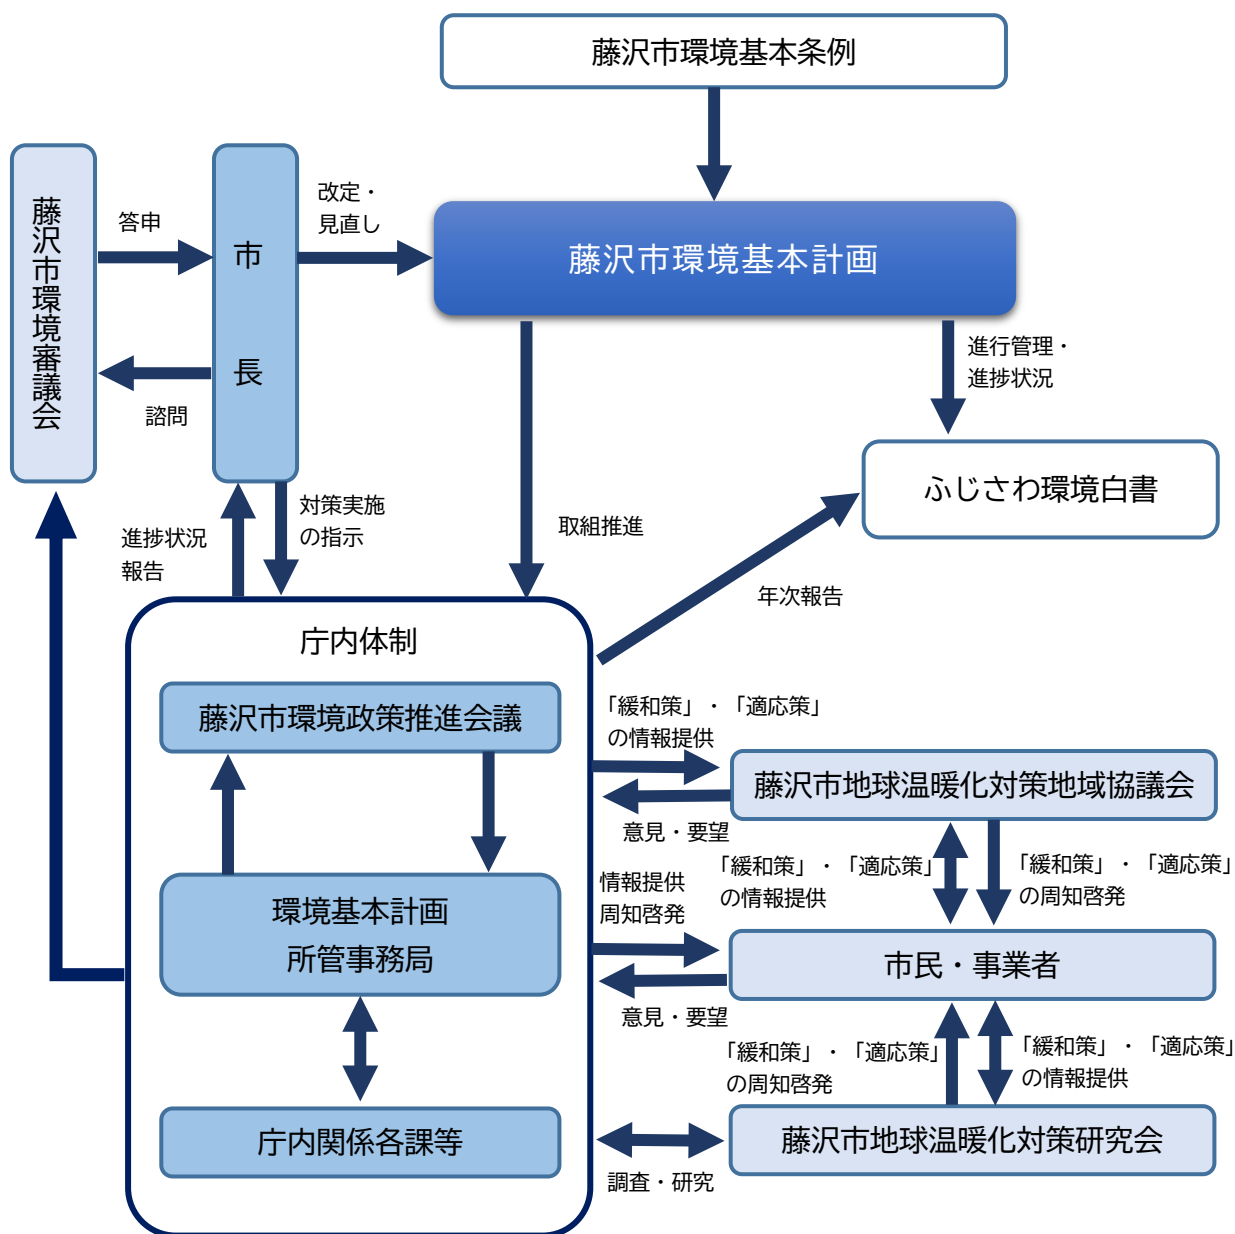 藤沢市環境基本条例
藤沢市環境審議会
答申
諮問
市長
改定・
見直し
藤沢市環境基本計画
進行管理・
進捗状況
ふじさわ環境白書
進捗状況
報告
対策実施
の指示
取組推進
年次報告
庁内体制
藤沢市環境政策推進会議
環境基本計画
所管事務局
庁内関係各課等
「緩和策」・「適応策」
の情報提供
藤沢市地球温暖化対策地域協議会
意見・要望
「緩和策」・「適応策」
の情報提供
「緩和策」・「適応策」
の周知啓発
情報提供
周知啓発
市民・事業者
意見・要望
「緩和策」・「適応策」
の周知啓発
「緩和策」・「適応策」
の情報提供
藤沢市地球温暖化対策研究会
調査・研究